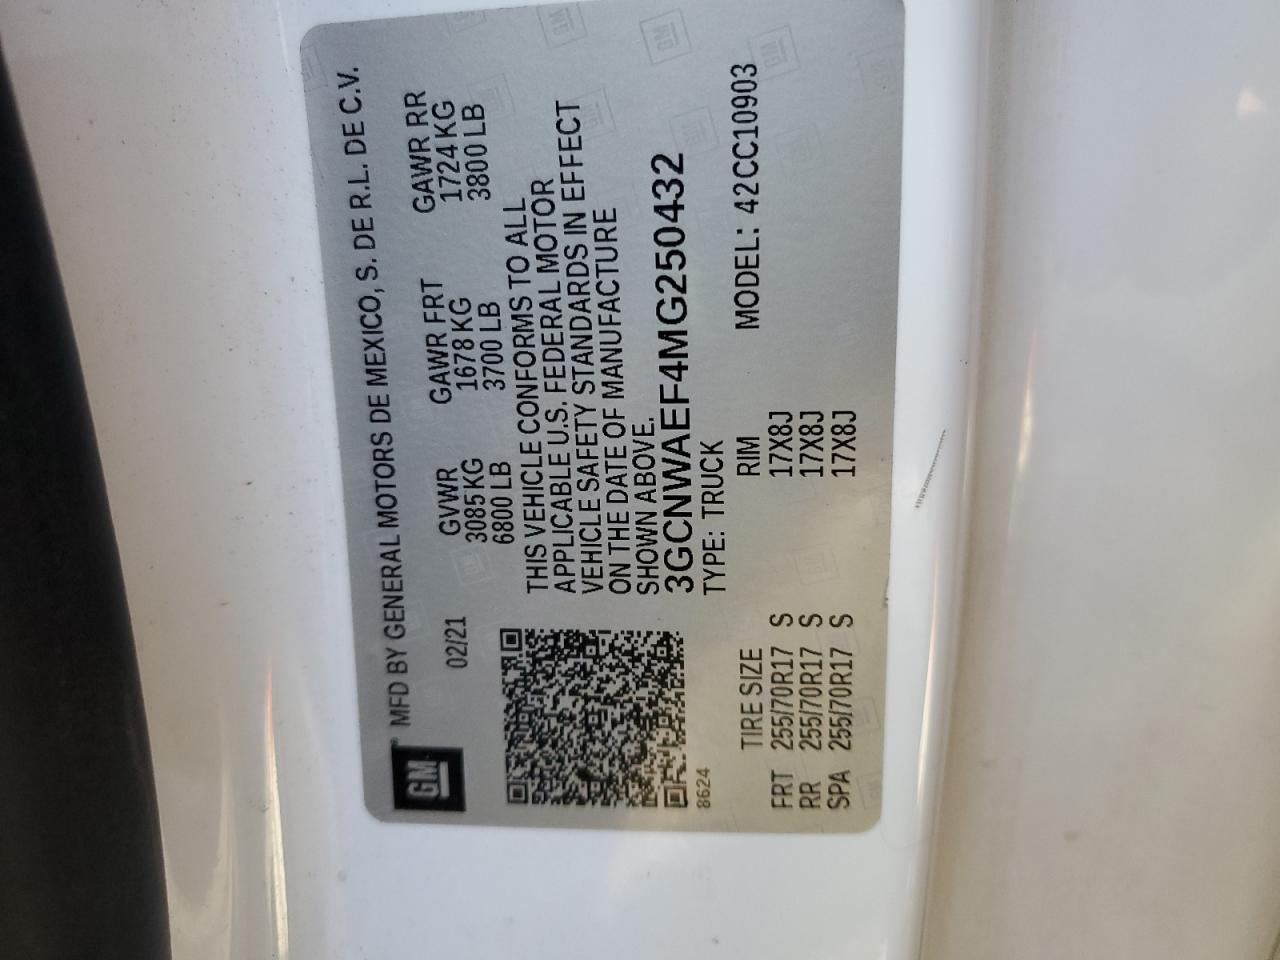 GM ® MFD BY GENERAL MOTORS DE MEXICO, S. DE R.L. DE C.V.
02/21 GVWR GAWR FRT GAWR RR
3085 KG 1678 KG 1724 KG
6800 LB 3700 LB 3800 LB
THIS VEHICLE CONFORMS TO ALL
APPLICABLE U.S. FEDERAL MOTOR
VEHICLE SAFETY STANDARDS IN EFFECT
ON THE DATE OF MANUFACTURE
SHOWN ABOVE.
3GCNWAEF4MG250432
8624 TYPE: TRUCK MODEL: 42CC10903
TIRE SIZE RIM
FRT 255/70R17 S 17X8J
RR 255/70R17 S 17X8J
SPA 255/70R17 S 17X8J